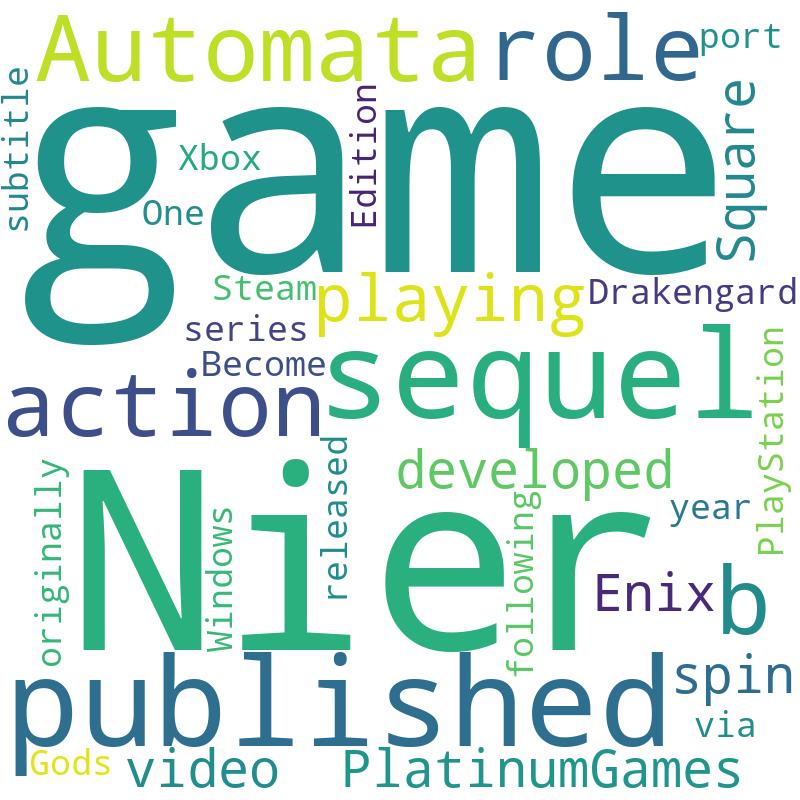 Automata
role
port
subtitle
game
Xbox
One
Edition
Square
Steam
playing
Drakengard
series
Become
sequel
action
PlayStation
released
developed
originally
Nier
Windows
following
year
Enix
b
published
spin
via
Gods
video
PlatinumGames